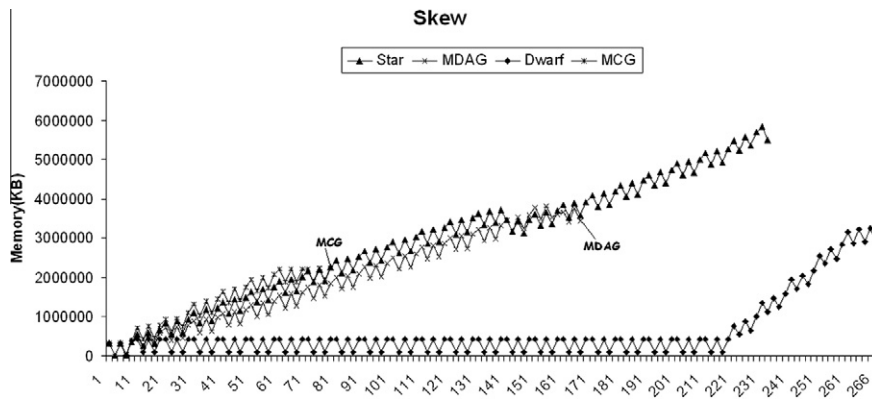 Skew
Star MDAG Dwarf MCG
7000000
6000000
5000000
4000000
3000000
2000000
1000000
0
Memory(KB)
MCG
MDAG
1 11 21 31 41 51 61 71 81 91 101 111 121 131 141 151 161 171 181 191 201 211 221 231 241 251 261 266